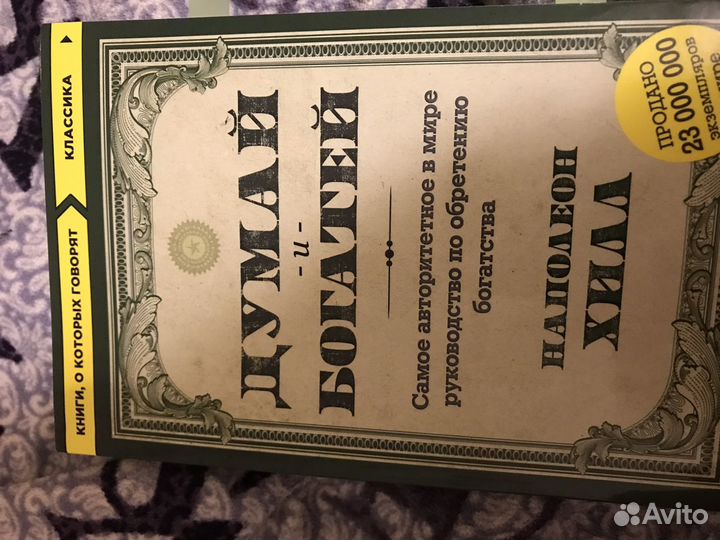 КНИГИ, О КОТОРЫХ ГОВОРЯТ
КЛАССИКА
ДУМАЙ
- и -
БОГАТЕЙ
Самое авторитетное в мире
руководство по обретению
богатства
НАПОЛЕОН
ХИЛЛ
ПРОДАНО
23 000 000
экземпляров
Avito